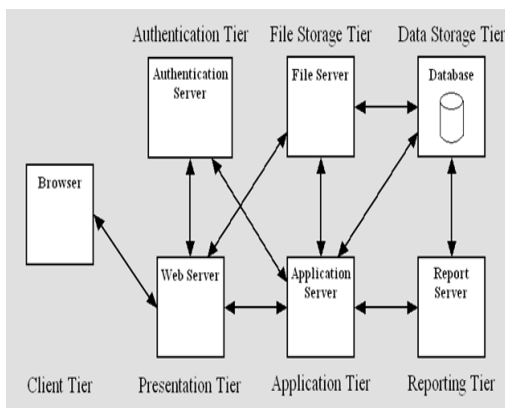 Authentication Tier
File Storage Tier
Data Storage Tier
Authentication
Server
File Server
Database
Browser
Web Server
Application
Server
Report
Server
Client Tier
Presentation Tier
Application Tier
Reporting Tier